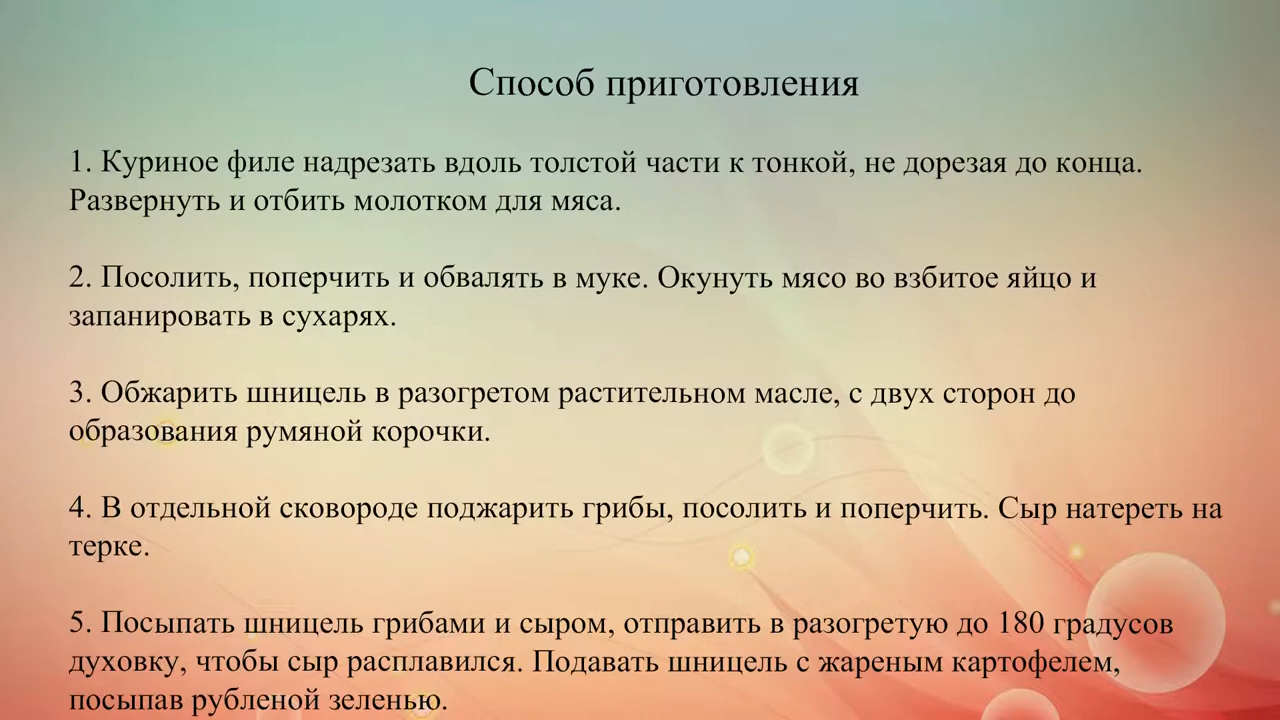 Способ приготовления
1. Куриное филе надрезать вдоль толстой части к тонкой, не дорезая до конца.
Развернуть и отбить молотком для мяса.
2. Посолить, поперчить и обвалять в муке. Окунуть мясо во взбитое яйцо и
запанировать в сухарях.
3. Обжарить шницель в разогретом растительном масле, с двух сторон до
образования румяной корочки.
4. В отдельной сковороде поджарить грибы, посолить и поперчить. Сыр натереть на
терке.
5. Посыпать шницель грибами и сыром, отправить в разогретую до 180 градусов
духовку, чтобы сыр расплавился. Подавать шницель с жареным картофелем,
посыпав рубленой зеленью.